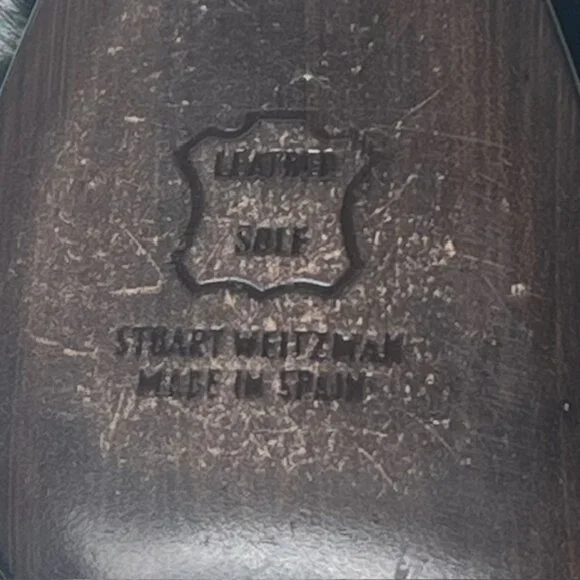 LEATHER
SOLE
STUART WEITZMAN
MADE IN SPAIN